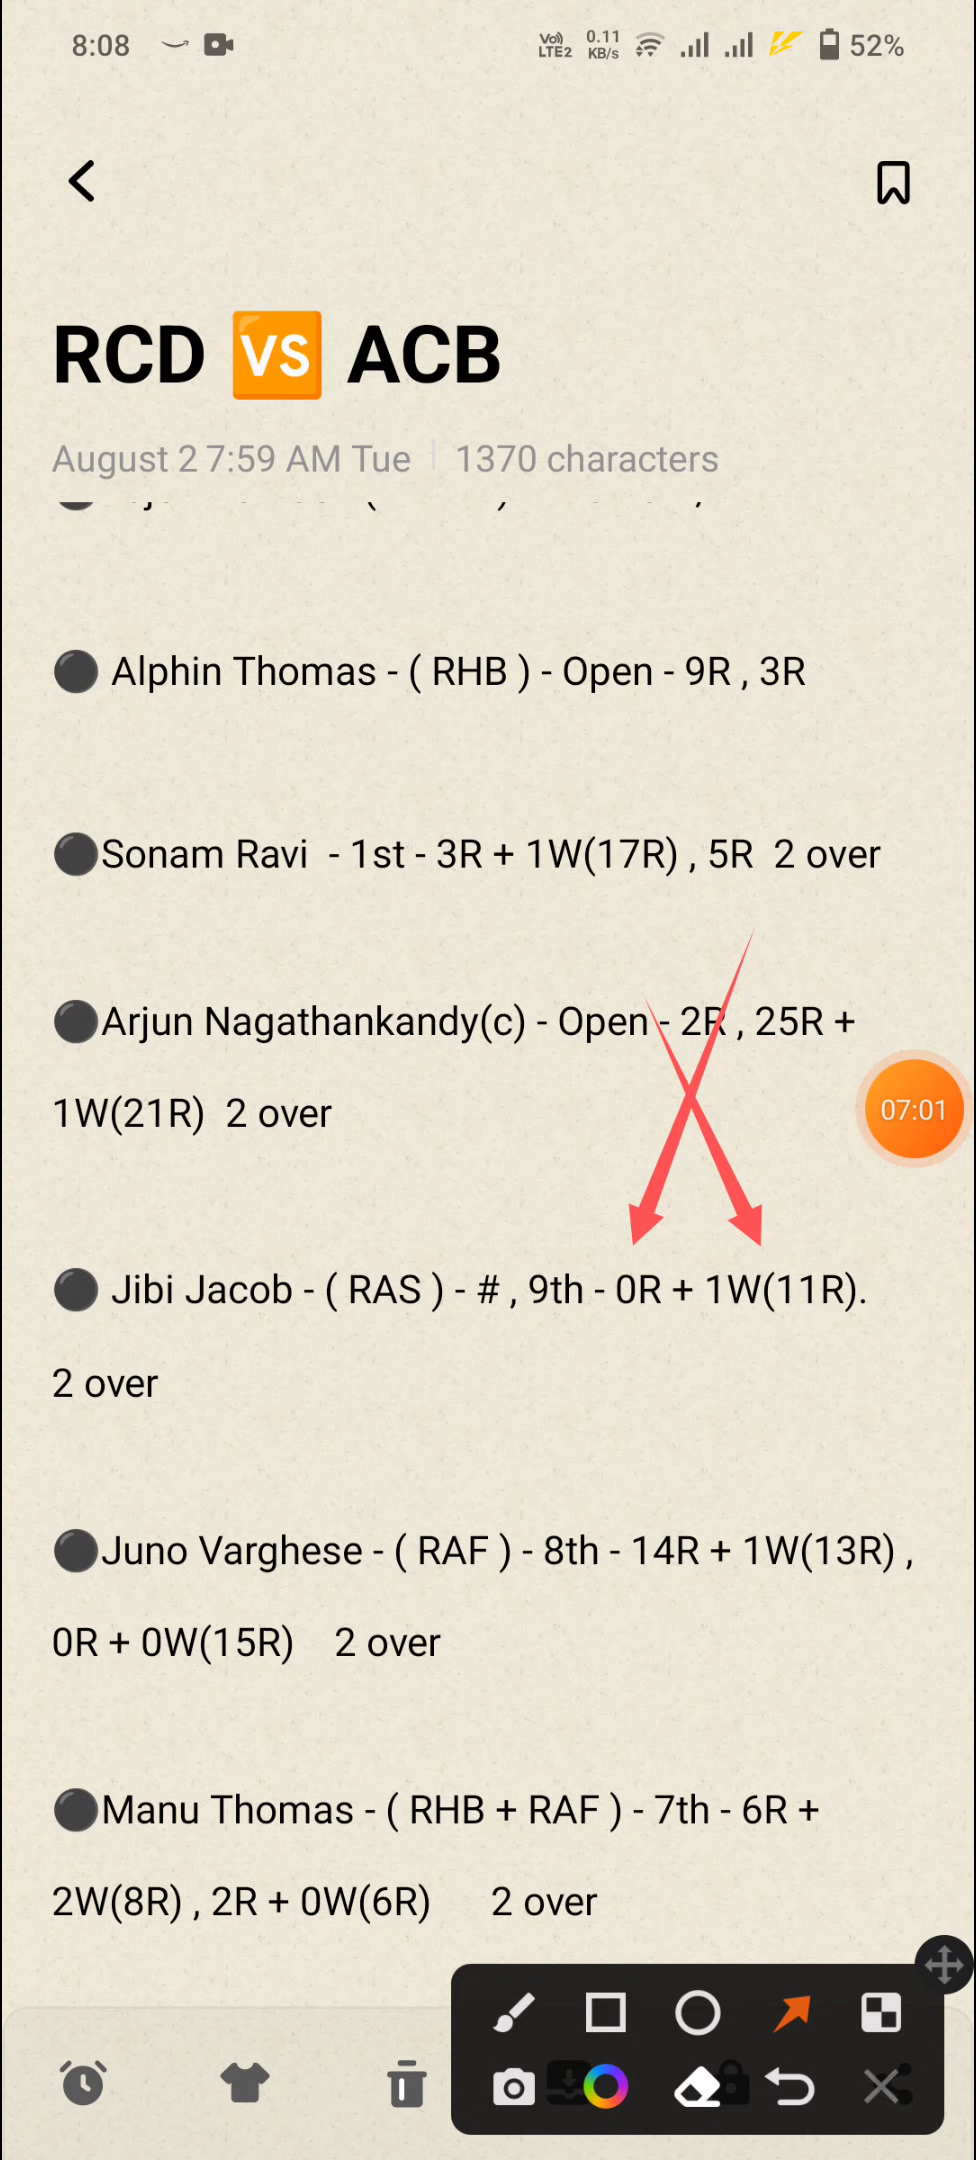 8:08 Vo) LTE2 0.11 KB/s 52%
RCD VS ACB
August 2 7:59 AM Tue 1370 characters
Alphin Thomas - ( RHB ) - Open - 9R , 3R
Sonam Ravi - 1st - 3R + 1W(17R) , 5R 2 over
Arjun Nagathankandy(c) - Open - 2R , 25R +
1W(21R) 2 over
07:01
Jibi Jacob - ( RAS ) - # , 9th - 0R + 1W(11R).
2 over
Juno Varghese - ( RAF ) - 8th - 14R + 1W(13R) ,
0R + 0W(15R) 2 over
Manu Thomas - ( RHB + RAF ) - 7th - 6R +
2W(8R) , 2R + 0W(6R) 2 over